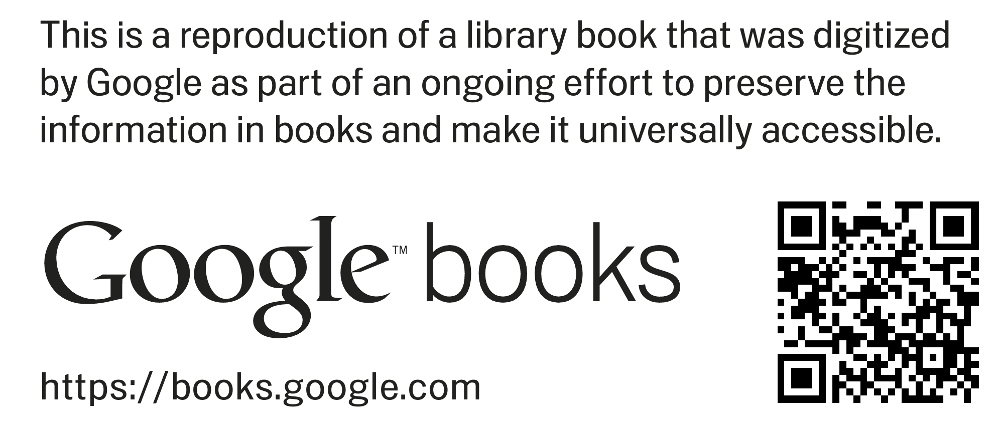 This is a reproduction of a library book that was digitized
by Google as part of an ongoing effort to preserve the
information in books and make it universally accessible.
Google™ books
https://books.google.com